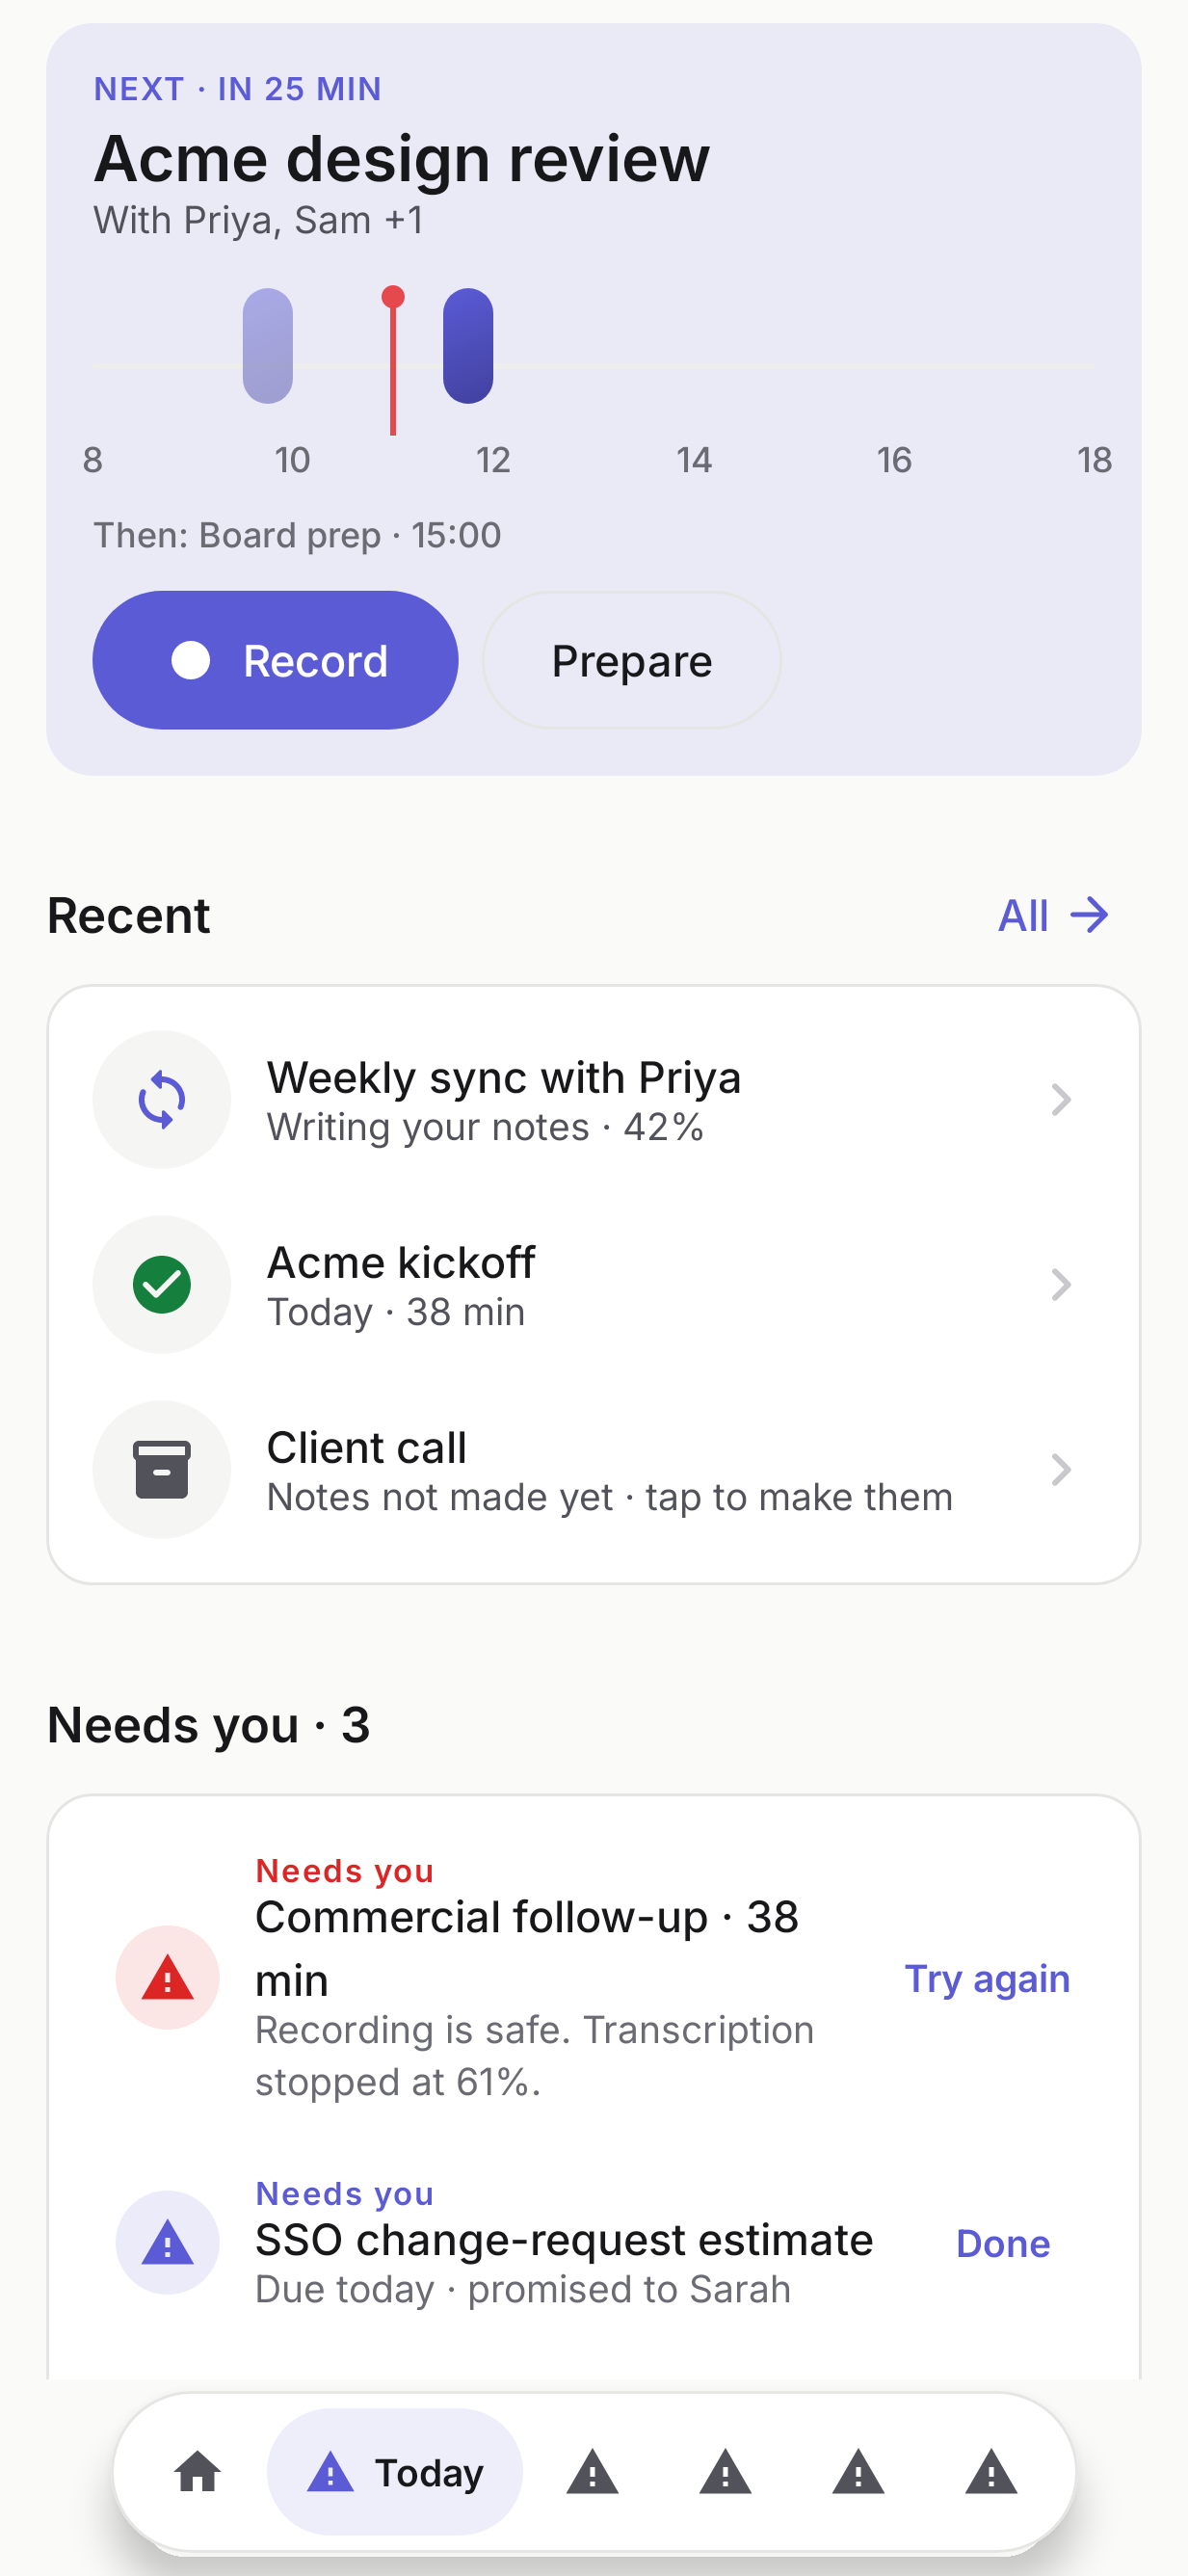 NEXT · IN 25 MIN
Acme design review
With Priya, Sam +1
8 10 12 14 16 18
Then: Board prep · 15:00
Record Prepare
Recent All
Weekly sync with Priya
Writing your notes · 42%
Acme kickoff
Today · 38 min
Client call
Notes not made yet · tap to make them
Needs you · 3
Needs you
Commercial follow-up · 38
min
Try again
Recording is safe. Transcription
stopped at 61%.
Needs you
SSO change-request estimate
Done
Due today · promised to Sarah
Today